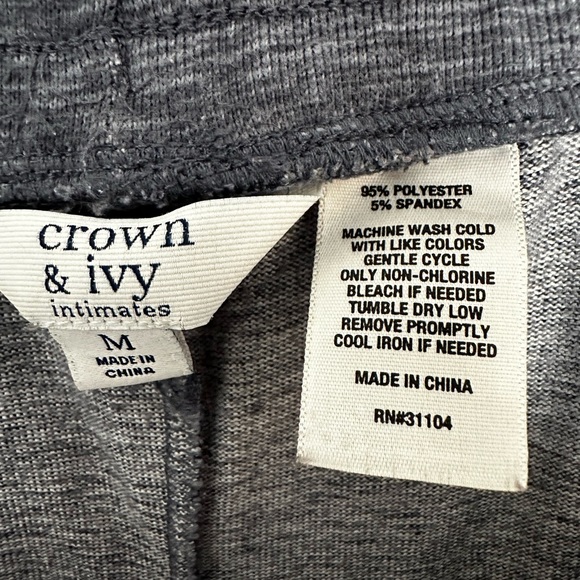 crown
& ivy
intimates
M
MADE IN
CHINA
95% POLYESTER
5% SPANDEX
MACHINE WASH COLD
WITH LIKE COLORS
GENTLE CYCLE
ONLY NON-CHLORINE
BLEACH IF NEEDED
TUMBLE DRY LOW
REMOVE PROMPTLY
COOL IRON IF NEEDED
MADE IN CHINA
RN#31104